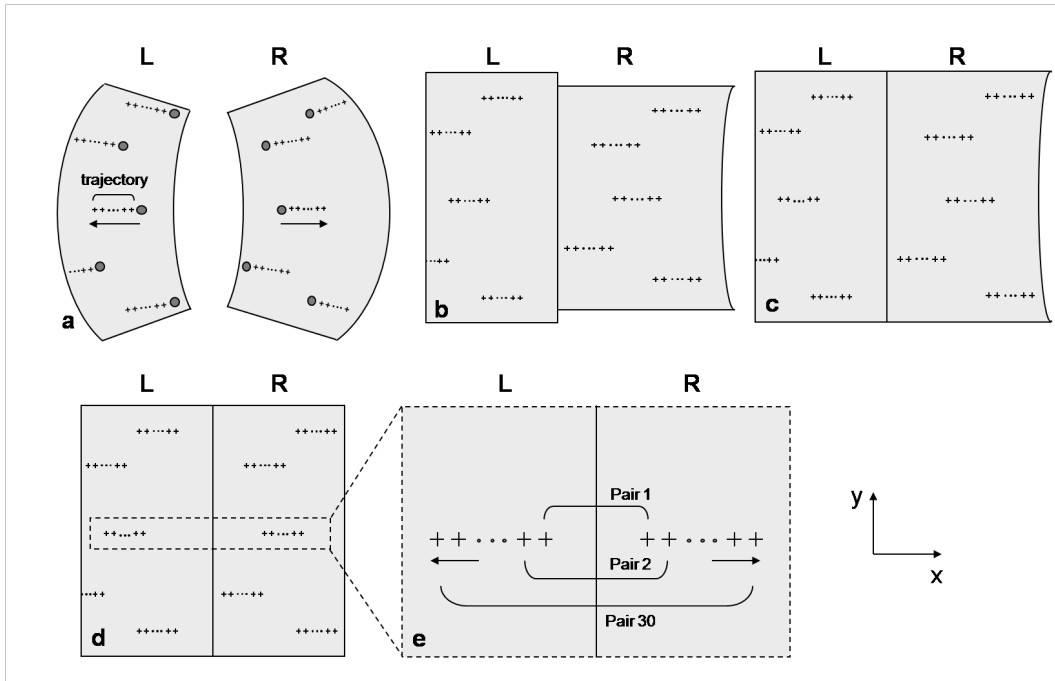 L R
trajectory
a
L R
b
L R
c
L R
d
L R
Pair 1
Pair 2
Pair 30
e
y
x